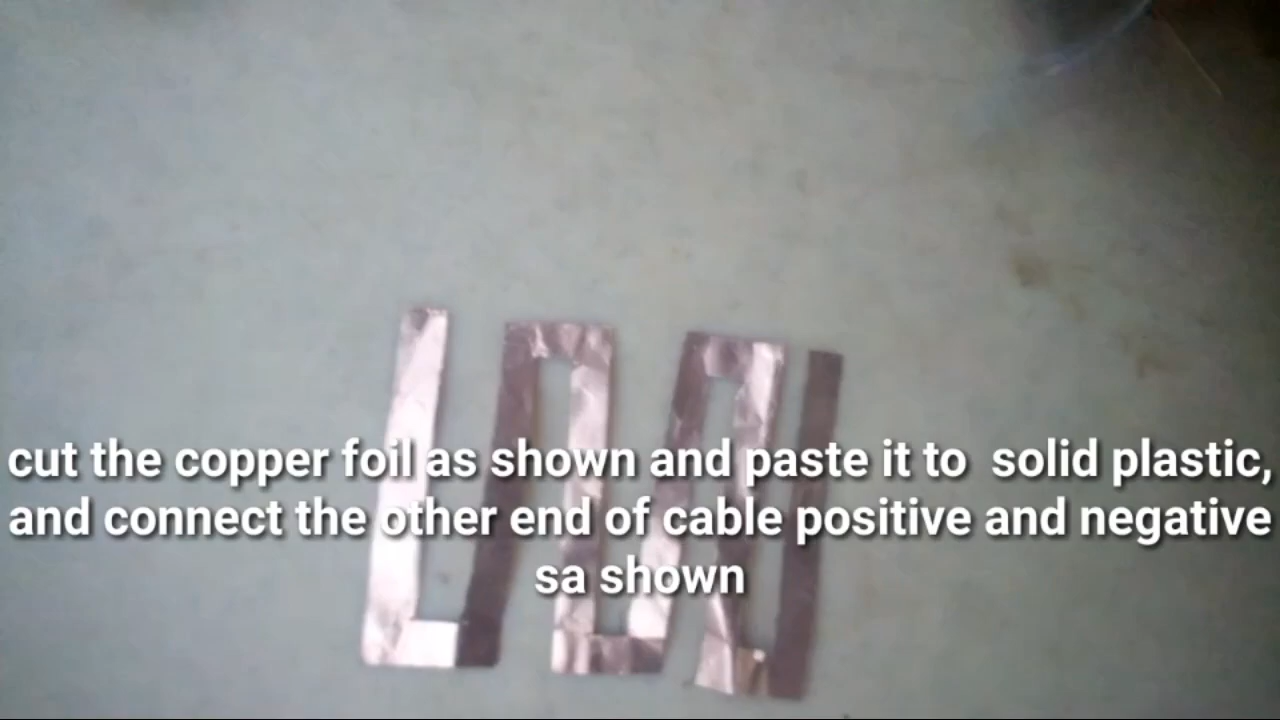 cut the copper foil as shown and paste it to solid plastic,
and connect the other end of cable positive and negative
sa shown